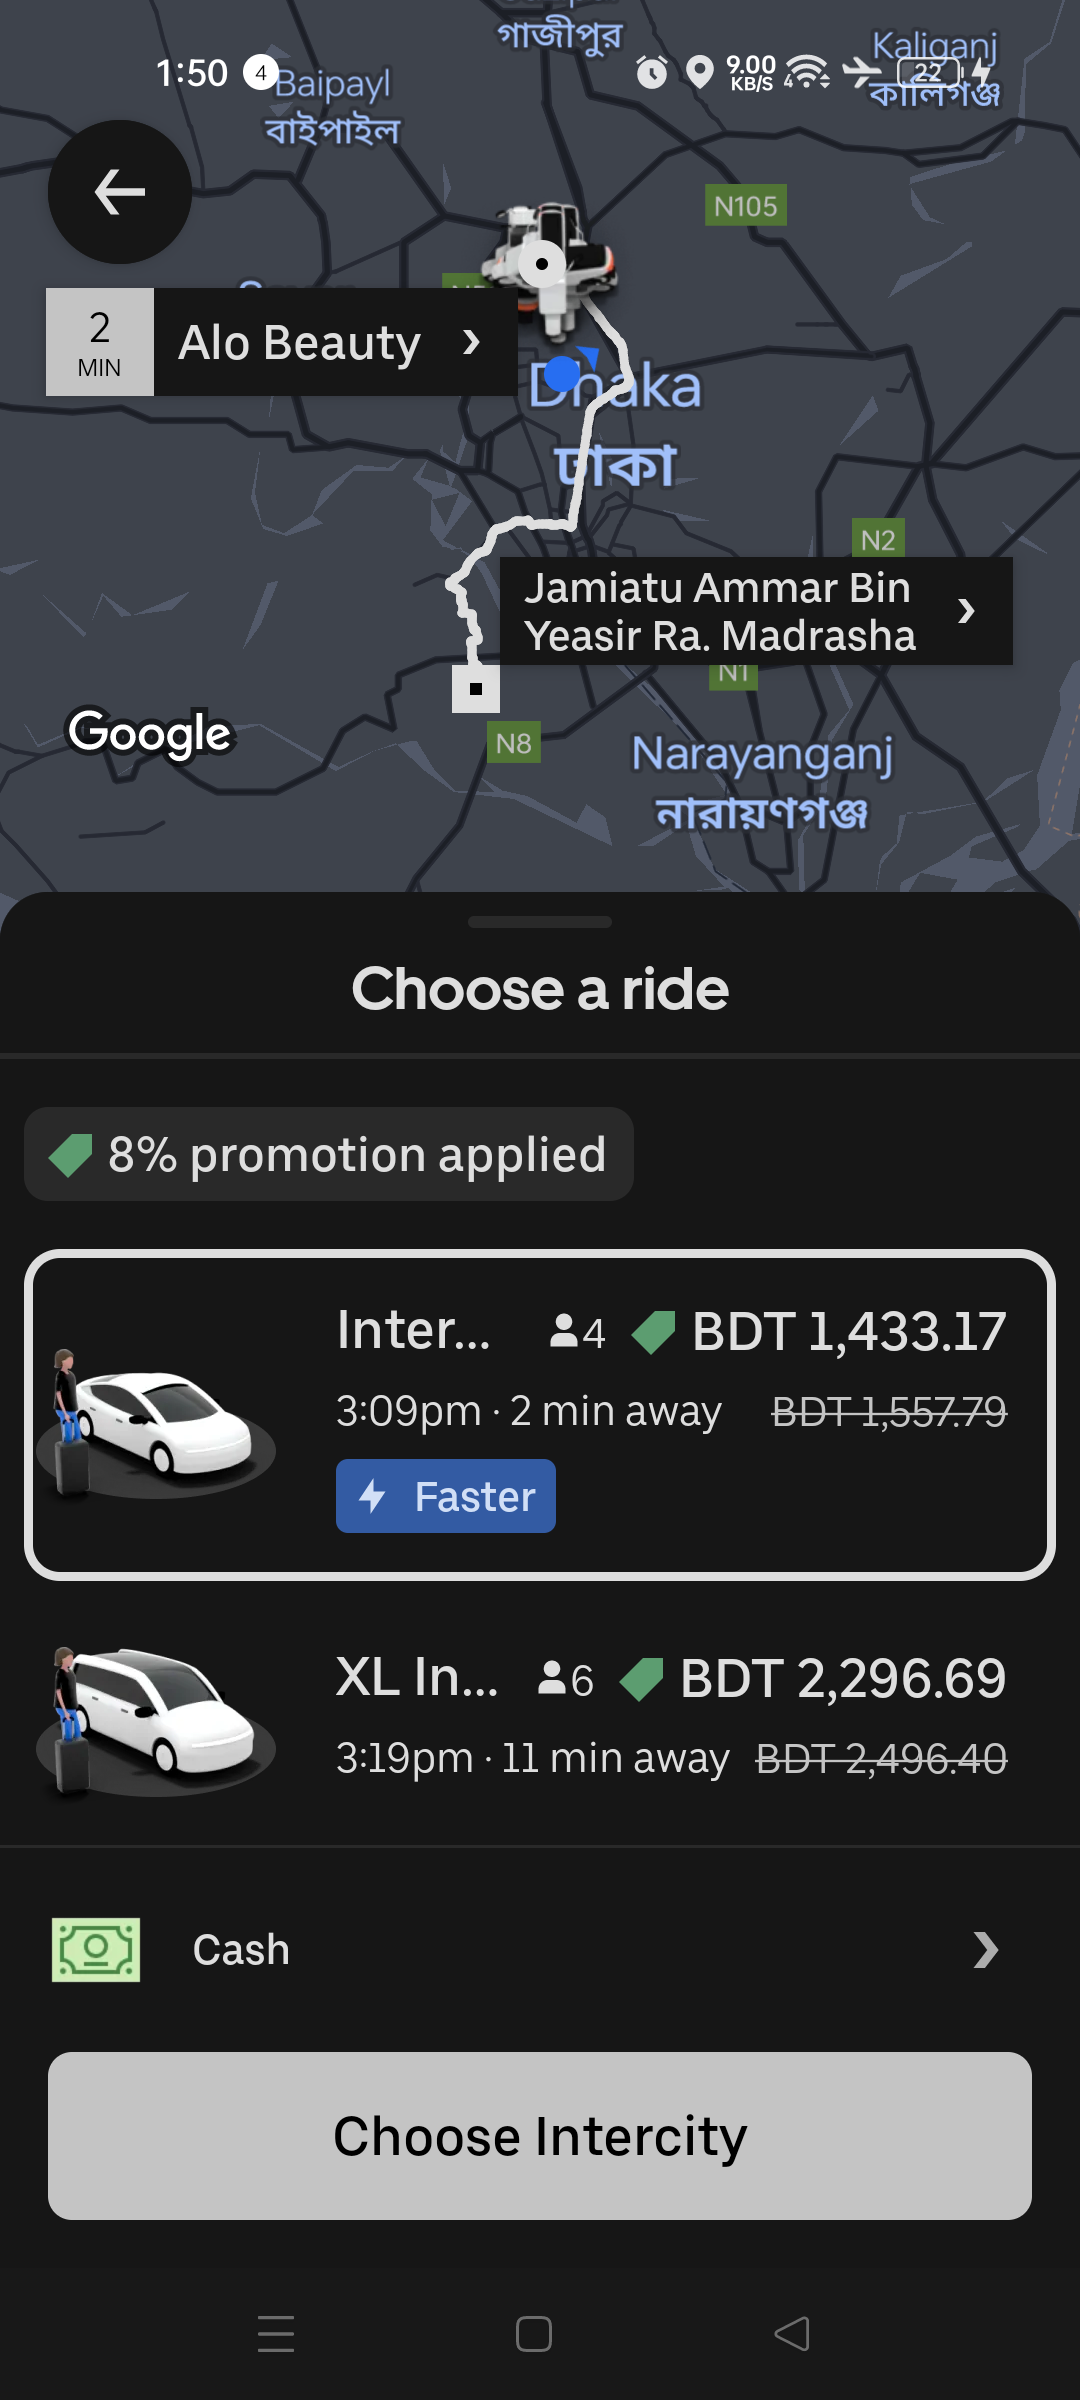 গাজীপুর
Kaliganj
কালিগঞ্জ
1:50
4
9.00
KB/S
4
22
Baipayl
বাইপাইল
N105
2
MIN
Alo Beauty
Dhaka
ঢাকা
N2
Jamiatu Ammar Bin
Yeasir Ra. Madrasha
N1
Google
N8
Narayanganj
নারায়ণগঞ্জ
Choose a ride
8% promotion applied
Inter...
4
BDT 1,433.17
3:09pm · 2 min away
BDT 1,557.79
Faster
XL In...
6
BDT 2,296.69
3:19pm · 11 min away
BDT 2,496.40
Cash
Choose Intercity